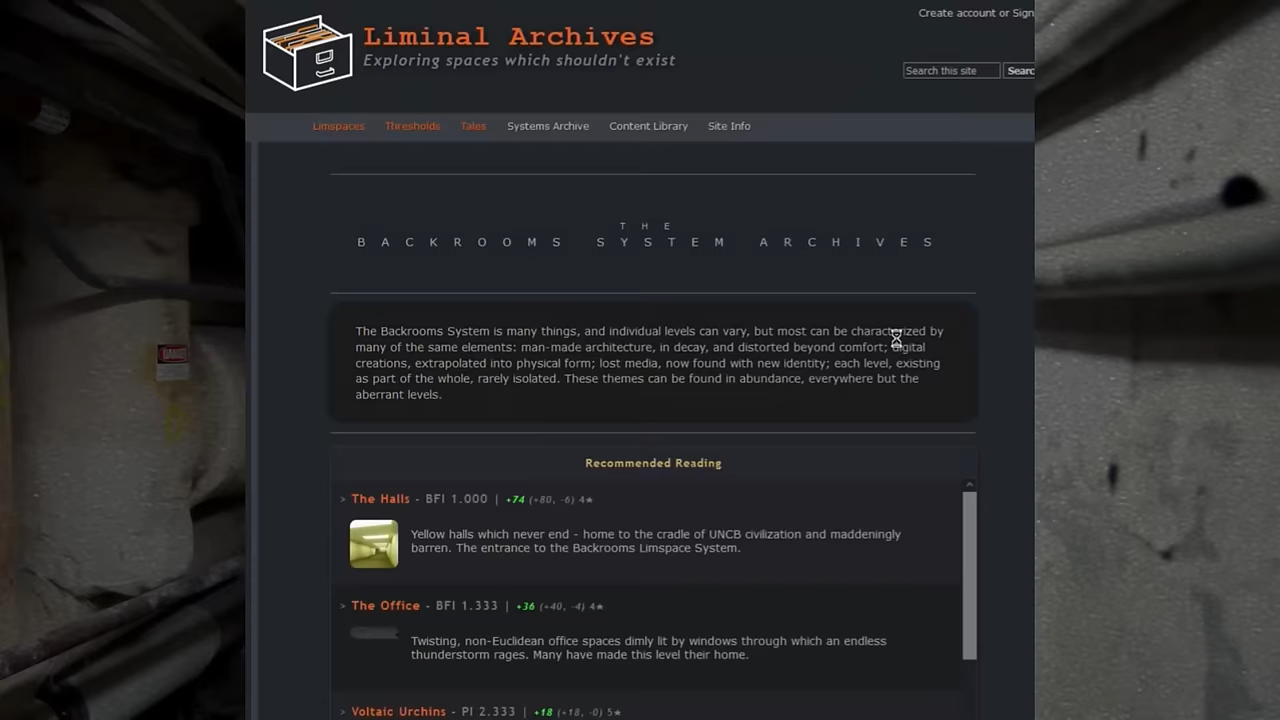 Create account or Sign
Liminal Archives
Exploring spaces which shouldn't exist
Search this site
Searc
Limspaces Thresholds Tales Systems Archive Content Library Site Info
THE
BACKROOMS SYSTEM ARCHIVES
The Backrooms System is many things, and individual levels can vary, but most can be characterized by
many of the same elements: man-made architecture, in decay, and distorted beyond comfort; digital
creations, extrapolated into physical form; lost media, now found with new identity; each level, existing
as part of the whole, rarely isolated. These themes can be found in abundance, everywhere but the
aberrant levels.
Recommended Reading
> The Halls - BFI 1.000 | +74 (+80, -6) 4★
Yellow halls which never end - home to the cradle of UNCB civilization and maddeningly
barren. The entrance to the Backrooms Limspace System.
> The Office - BFI 1.333 | +36 (+40, -4) 4★
Twisting, non-Euclidean office spaces dimly lit by windows through which an endless
thunderstorm rages. Many have made this level their home.
> Voltaic Urchins - PI 2.333 | +18 (+18, -0) 5★